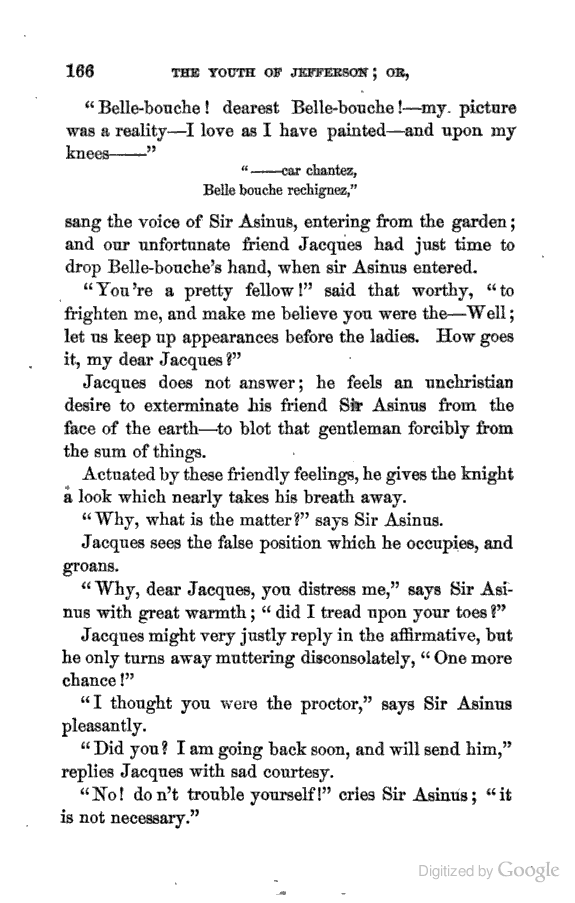 166 THE YOUTH OF JEFFERSON; OR,
"Belle-bouche! dearest Belle-bouche!—my picture
was a reality—I love as I have painted—and upon my
knees——"
"——car chantez,
Belle bouche rechignez,"
sang the voice of Sir Asinus, entering from the garden;
and our unfortunate friend Jacques had just time to
drop Belle-bouche's hand, when sir Asinus entered.
"You're a pretty fellow!" said that worthy, "to
frighten me, and make me believe you were the—Well;
let us keep up appearances before the ladies. How goes
it, my dear Jacques?"
Jacques does not answer; he feels an unchristian
desire to exterminate his friend Sir Asinus from the
face of the earth—to blot that gentleman forcibly from
the sum of things.
Actuated by these friendly feelings, he gives the knight
a look which nearly takes his breath away.
"Why, what is the matter?" says Sir Asinus.
Jacques sees the false position which he occupies, and
groans.
"Why, dear Jacques, you distress me," says Sir Asi-
nus with great warmth; "did I tread upon your toes?"
Jacques might very justly reply in the affirmative, but
he only turns away muttering disconsolately, "One more
chance!"
"I thought you were the proctor," says Sir Asinus
pleasantly.
"Did you? I am going back soon, and will send him,"
replies Jacques with sad courtesy.
"No! do n't trouble yourself!" cries Sir Asinus; "it
is not necessary."
Digitized by Google